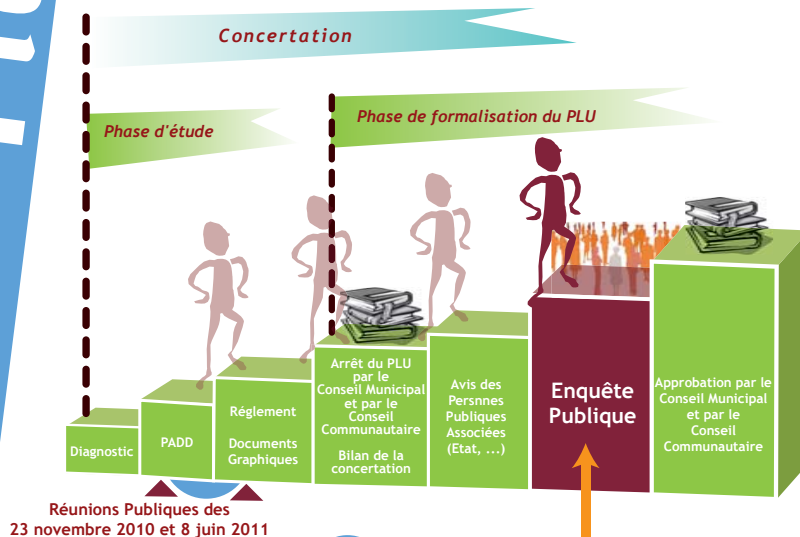 Concertation
Phase d'étude
Phase de formalisation du PLU
Diagnostic
PADD
Réglement
Documents
Graphiques
Arrêt du PLU
par le
Conseil Municipal
et par le
Conseil
Communautaire
Bilan de la
concertation
Avis des
Persnnes
Publiques
Associées
(Etat, ...)
Enquête
Publique
Approbation par le
Conseil Municipal
et par le
Conseil
Communautaire
Réunions Publiques des
23 novembre 2010 et 8 juin 2011